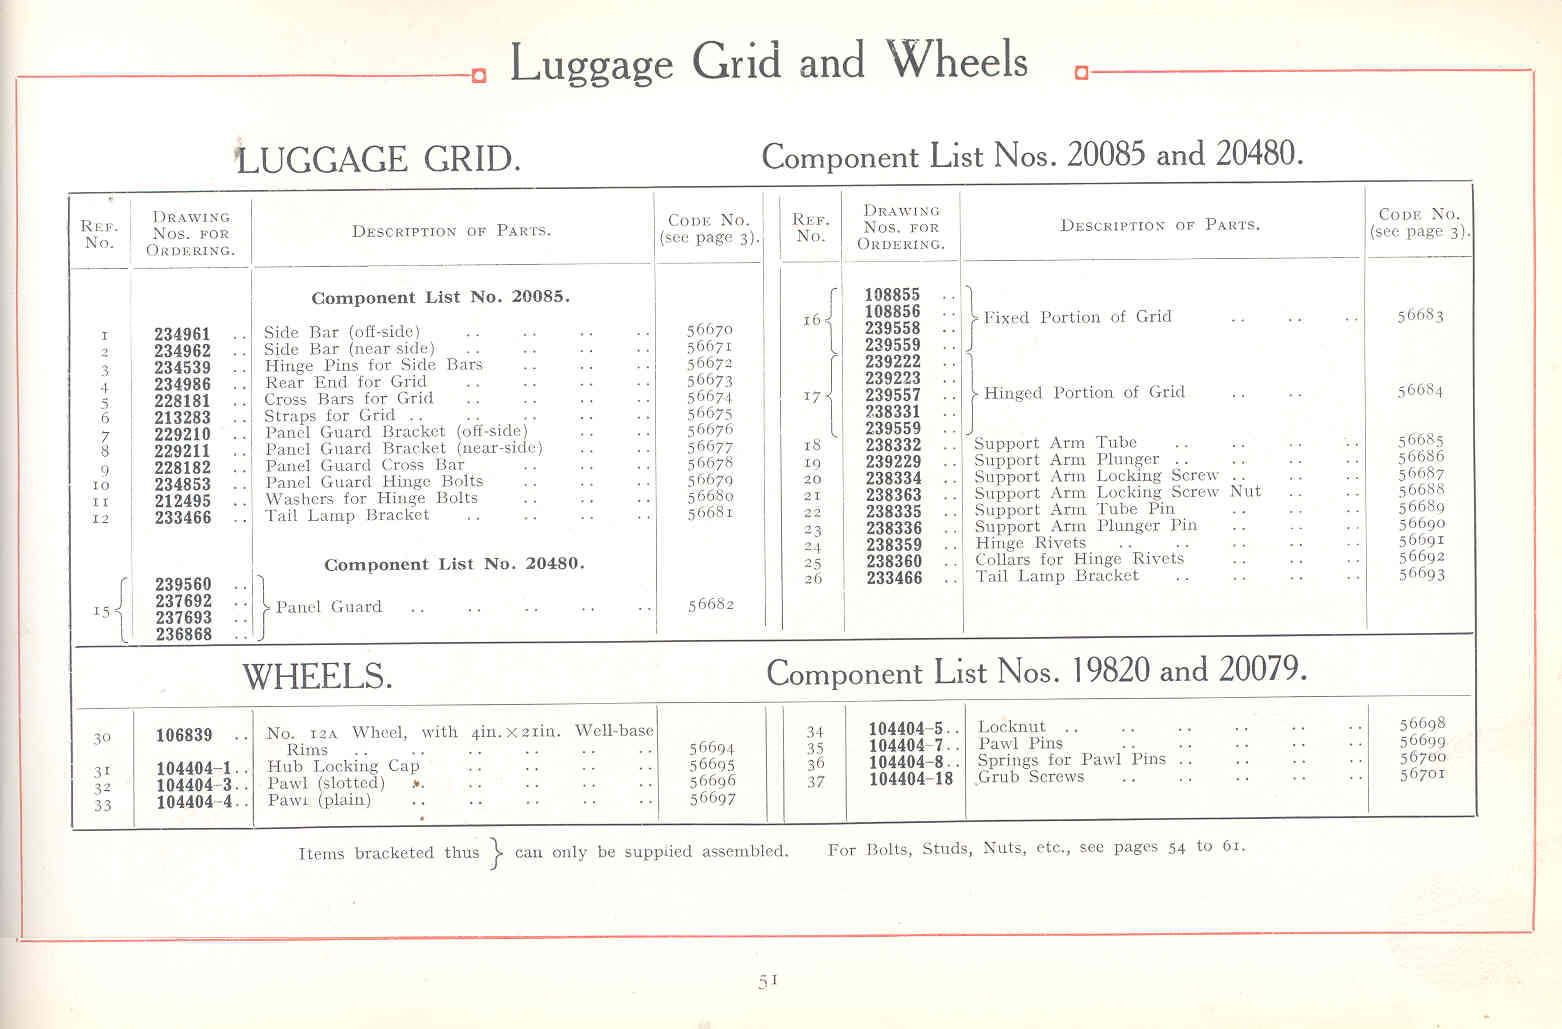 Luggage Grid and Wheels
LUGGAGE GRID.
Component List Nos. 20085 and 20480.
Ref. No. Drawing Nos. for Ordering. Description of Parts. Code No. (see page 3).
Component List No. 20085.
1 234961 .. Side Bar (off-side) .. .. .. .. 56670
2 234962 .. Side Bar (near side) .. .. .. .. 56671
3 234539 .. Hinge Pins for Side Bars .. .. .. 56672
4 234986 .. Rear End for Grid .. .. .. .. 56673
5 228181 .. Cross Bars for Grid .. .. .. .. 56674
6 213283 .. Straps for Grid .. .. .. .. .. 56675
7 229210 .. Panel Guard Bracket (off-side) .. .. 56676
8 229211 .. Panel Guard Bracket (near-side) .. .. 56677
9 228182 .. Panel Guard Cross Bar .. .. .. 56678
10 234853 .. Panel Guard Hinge Bolts .. .. .. 56679
11 212495 .. Washers for Hinge Bolts .. .. .. 56680
12 233466 .. Tail Lamp Bracket .. .. .. .. 56681
Component List No. 20480.
239560 ..
237692 ..
15 { } Panel Guard .. .. .. .. .. 56682
237693 ..
236868 ..
Ref. No. Drawing Nos. for Ordering. Description of Parts. Code No. (see page 3).
108855 ..
108856 ..
16 { } Fixed Portion of Grid .. .. .. 56683
239558 ..
239559 ..
239222 ..
239223 ..
17 { 239557 .. } Hinged Portion of Grid .. .. 56684
238331 ..
239559 ..
18 238332 .. Support Arm Tube .. .. .. .. 56685
19 239229 .. Support Arm Plunger .. .. .. .. 56686
20 238334 .. Support Arm Locking Screw .. .. .. 56687
21 238363 .. Support Arm Locking Screw Nut .. .. 56688
22 238335 .. Support Arm Tube Pin .. .. .. 56689
23 238336 .. Support Arm Plunger Pin .. .. .. 56690
24 238359 .. Hinge Rivets .. .. .. .. .. 56691
25 238360 .. Collars for Hinge Rivets .. .. .. 56692
26 233466 .. Tail Lamp Bracket .. .. .. .. 56693
WHEELS.
Component List Nos. 19820 and 20079.
30 106839 .. No. 12A Wheel, with 4in. × 21in. Well-base
Rims .. .. .. .. .. .. 56694
31 104404-1.. Hub Locking Cap .. .. .. .. 56695
32 104404-3.. Pawl (slotted) .. .. .. .. .. 56696
33 104404-4.. Pawl (plain) .. .. .. .. .. 56697
34 104404-5.. Locknut .. .. .. .. .. .. 56698
35 104404-7.. Pawl Pins .. .. .. .. .. 56699
36 104404-8.. Springs for Pawl Pins .. .. .. .. 56700
37 104404-18 Grub Screws .. .. .. .. .. 56701
Items bracketed thus } can only be supplied assembled. For Bolts, Studs, Nuts, etc., see pages 54 to 61.
51